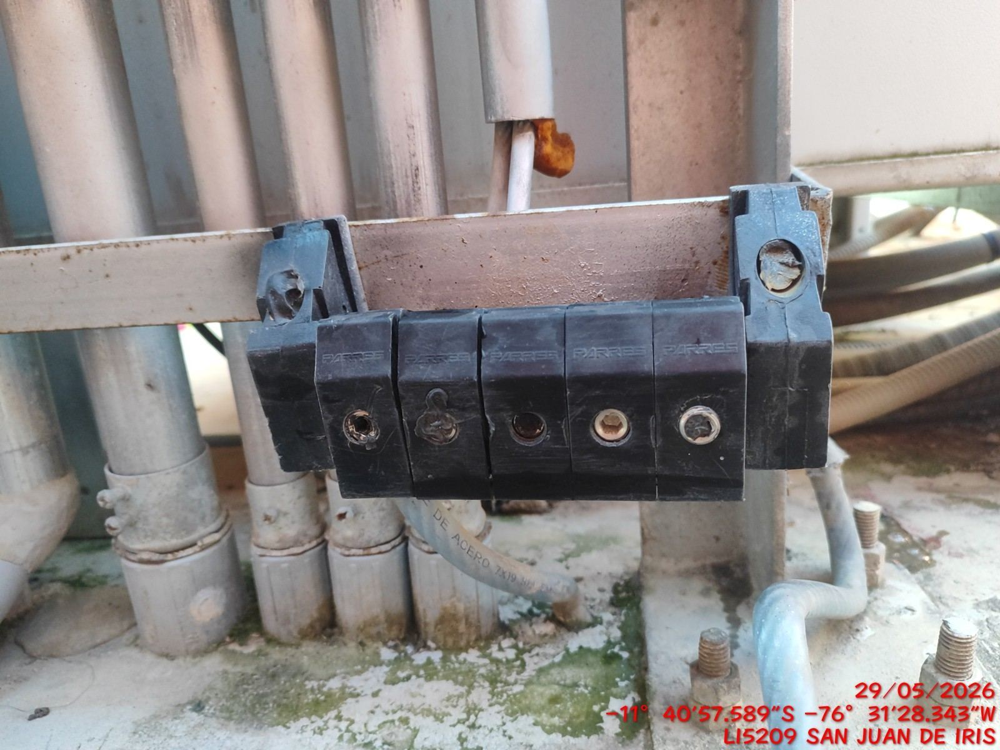 PARRES PARRES PARRES PARRES PARRES
DE ACERO 7X19
29/05/2026
-11° 40'57.589"S -76° 31'28.343"W
LI5209 SAN JUAN DE IRIS